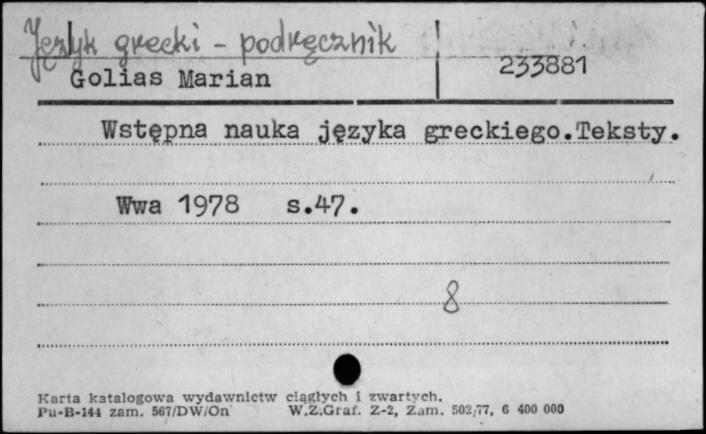 Język grecki - podręcznik
Golias Marian 233881
Wstępna nauka języka greckiego.Teksty.
Wwa 1978 s.47.
8
Karta katalogowa wydawnictw ciągłych i zwartych.
Pu-B-144 zam. 567/DW/On W.Z.Graf. Z-2, Zam. 502/77, 6 400 000